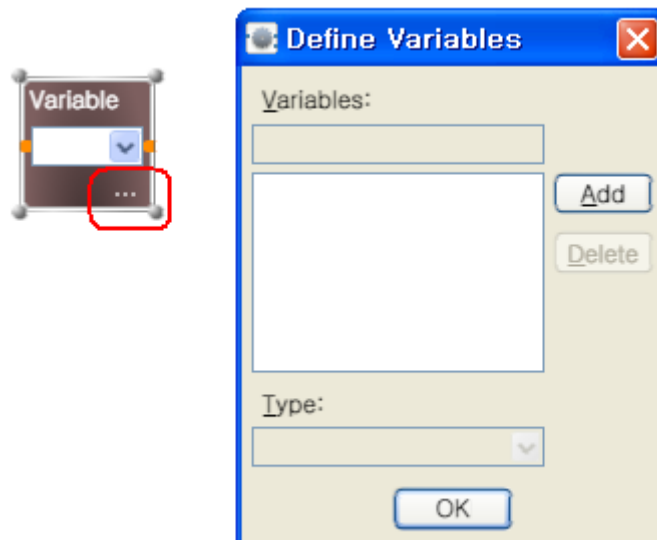 Variable
...
Define Variables
Variables:
Add
Delete
Type:
OK